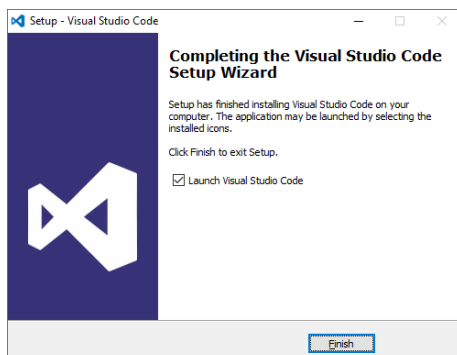 Setup - Visual Studio Code
Completing the Visual Studio Code
Setup Wizard
Setup has finished installing Visual Studio Code on your
computer. The application may be launched by selecting the
installed icons.
Click Finish to exit Setup.
Launch Visual Studio Code
Finish